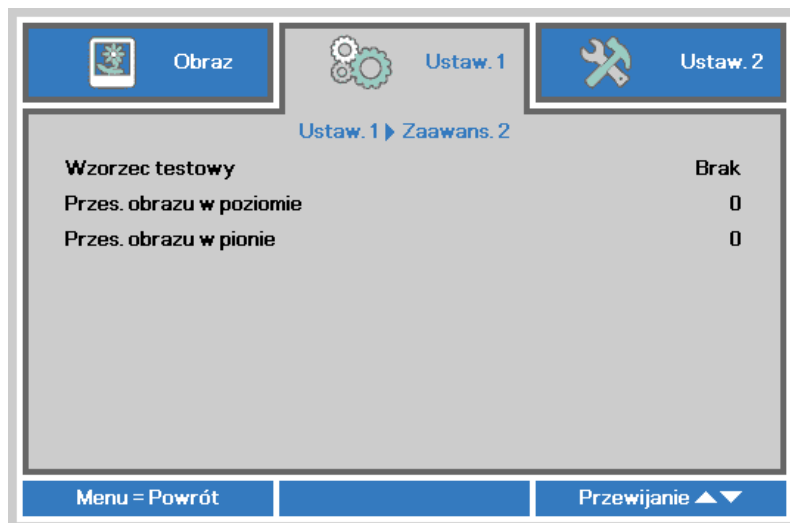 Obraz
Ustaw. 1
Ustaw. 2
Ustaw. 1 ▶ Zaawans. 2
Wzorzec testowy Brak
Przes. obrazu w poziomie 0
Przes. obrazu w pionie 0
Menu = Powrót
Przewijanie ▲▼